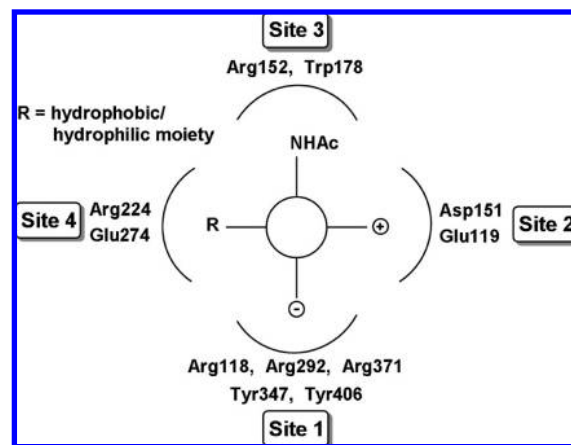 Site 3
Arg152, Trp178
R = hydrophobic/
hydrophilic moiety
NHAc
Site 4
Arg224
Glu274
R
+
Asp151
Glu119
Site 2
-
Arg118, Arg292, Arg371
Tyr347, Tyr406
Site 1